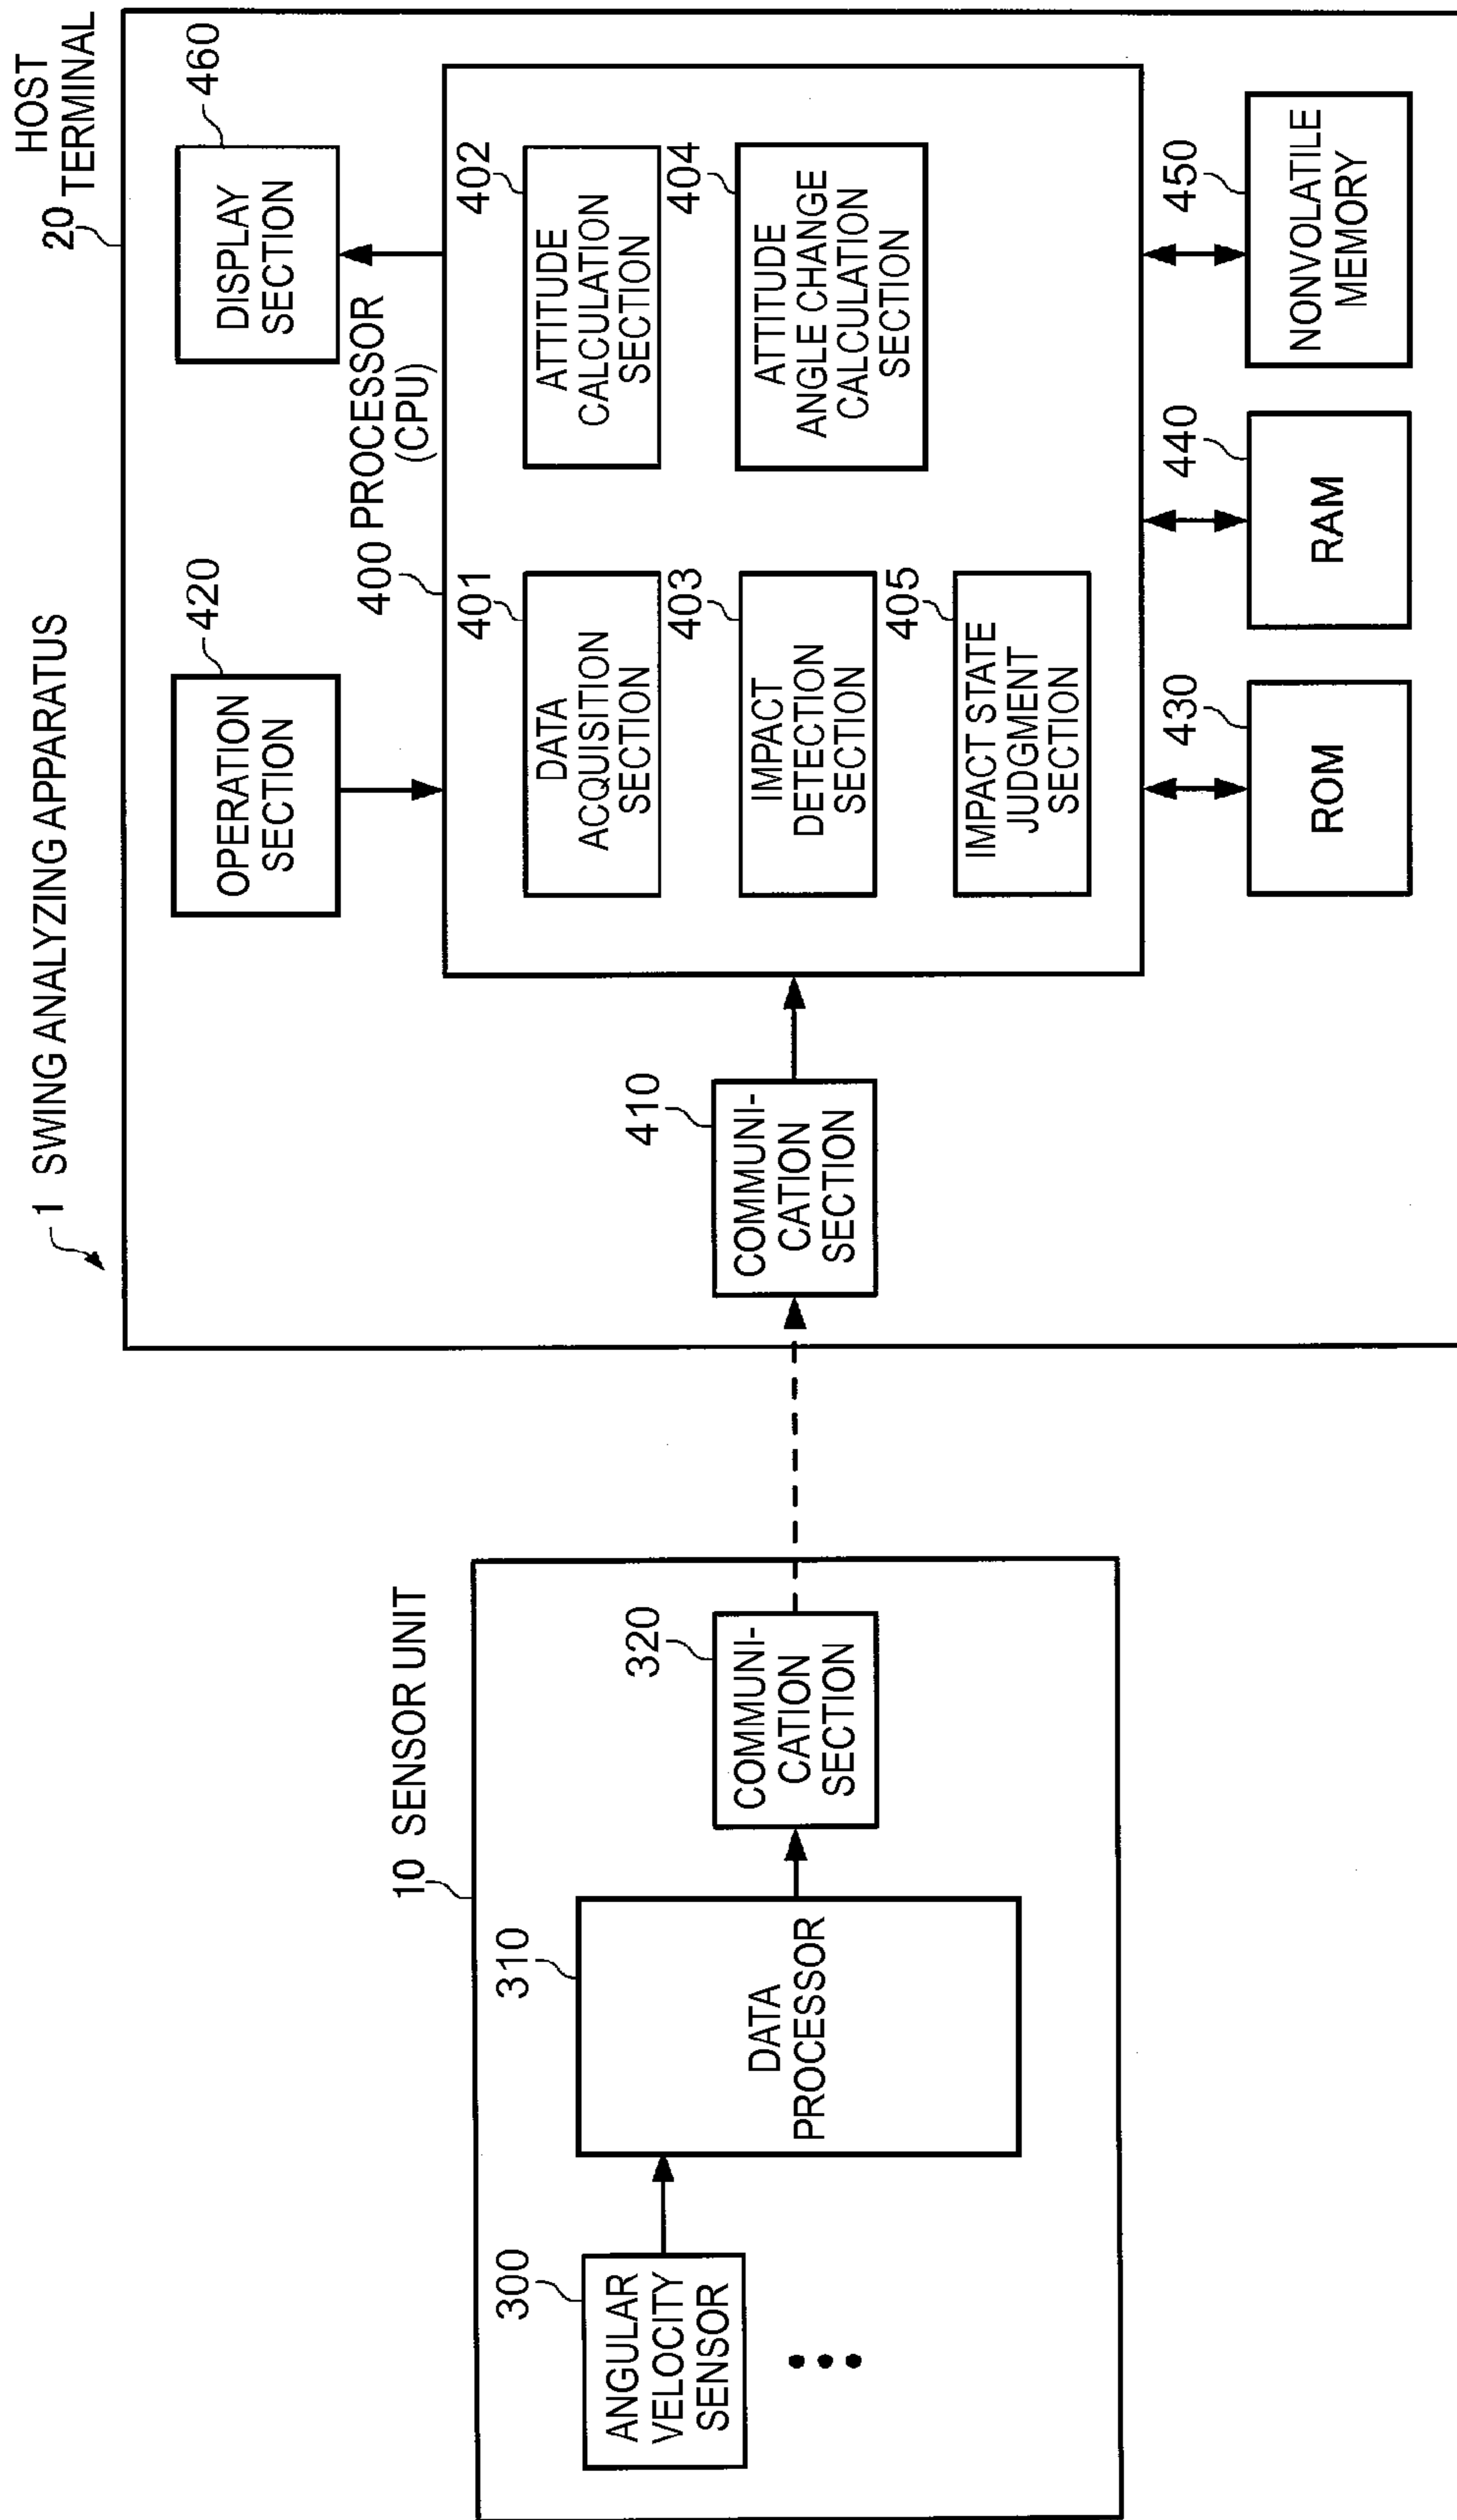 1 SWING ANALYZING APPARATUS
10 SENSOR UNIT
300
ANGULAR
VELOCITY
SENSOR
310
DATA
PROCESSOR
320
COMMUNI-
CATION
SECTION
HOST
20 TERMINAL
410
COMMUNI-
CATION
SECTION
420
OPERATION
SECTION
460
DISPLAY
SECTION
400 PROCESSOR
(CPU)
401
DATA
ACQUISITION
SECTION
402
ATTITUDE
CALCULATION
SECTION
403
IMPACT
DETECTION
SECTION
404
ATTITUDE
ANGLE CHANGE
CALCULATION
SECTION
405
IMPACT STATE
JUDGMENT
SECTION
430
ROM
440
RAM
450
NONVOLATILE
MEMORY